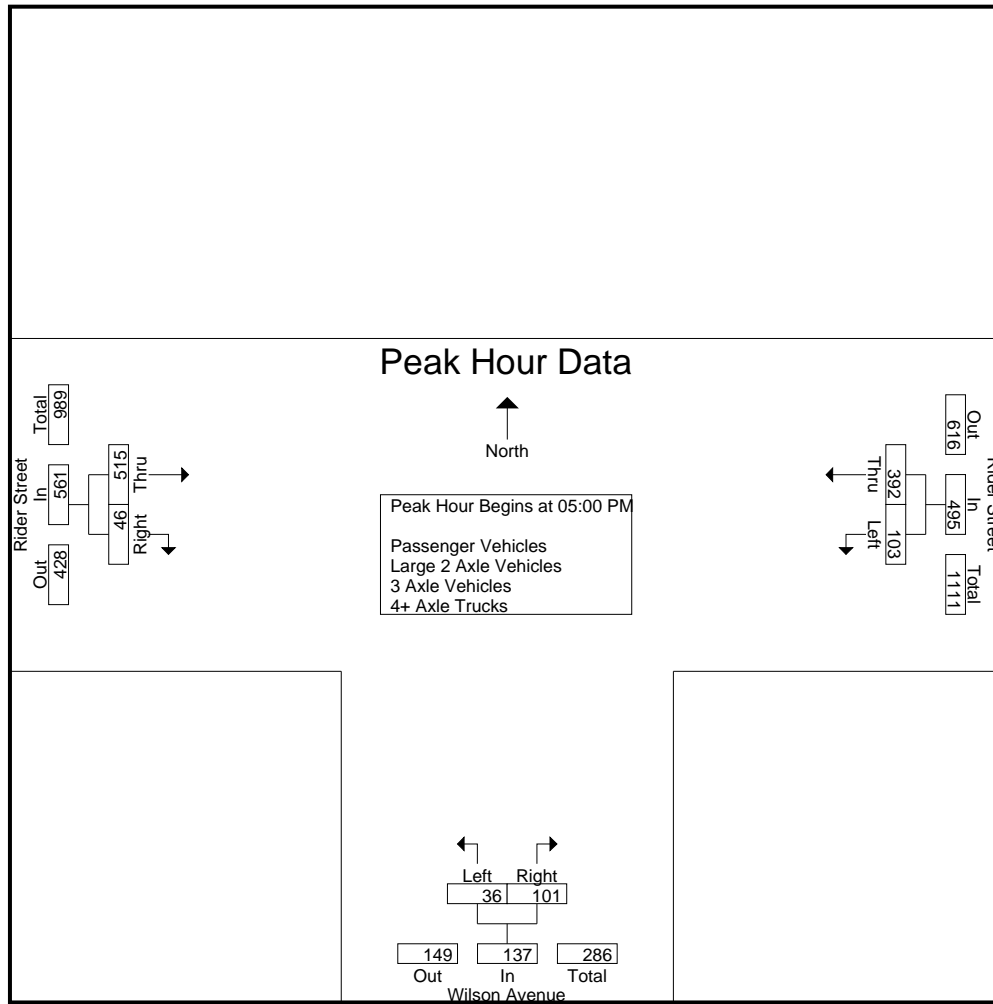 Peak Hour Data
North
Peak Hour Begins at 05:00 PM
Passenger Vehicles
Large 2 Axle Vehicles
3 Axle Vehicles
4+ Axle Trucks
Rider Street
Total
989
In
561
Out
428
515
Thru
46
Right
Rider Street
Out
616
In
495
Total
1111
Thru
392
Left
103
Left Right
36 101
149 137 286
Out In Total
Wilson Avenue